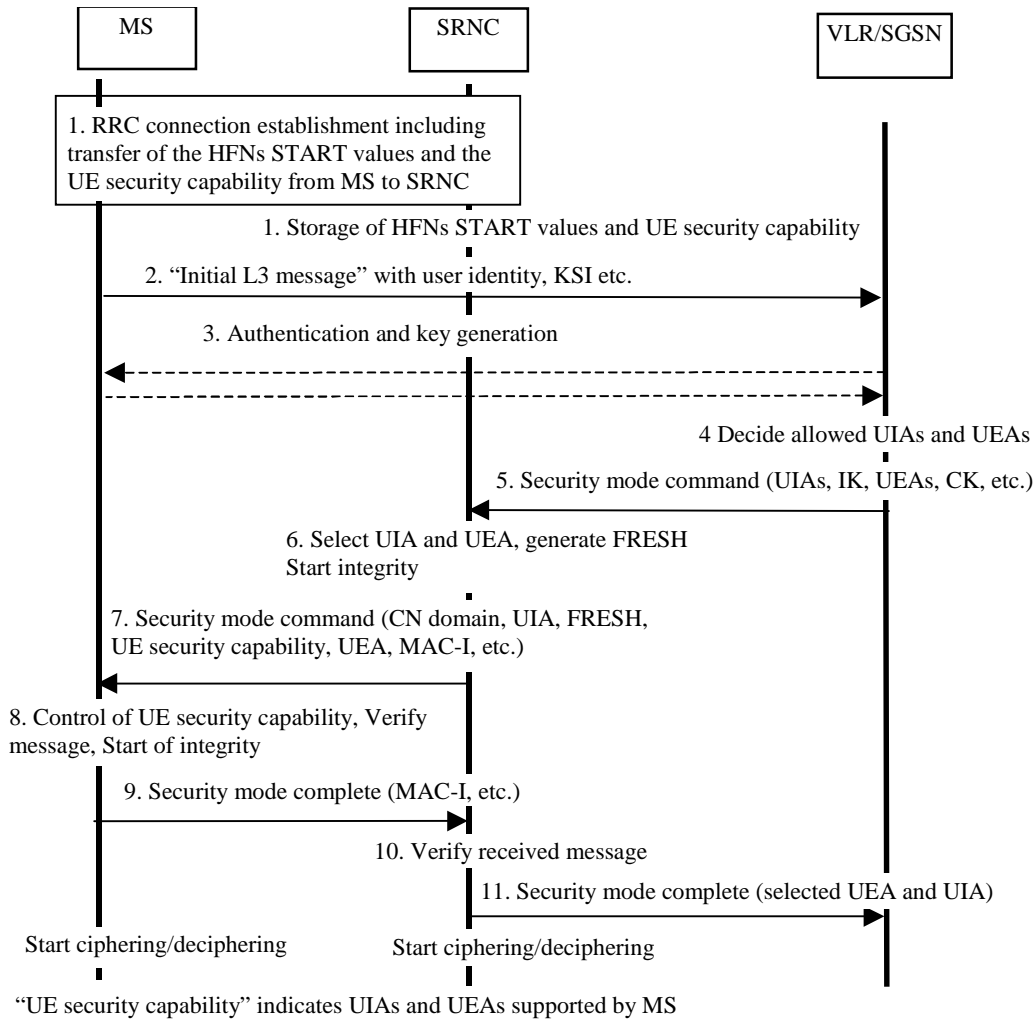 MS
SRNC
VLR/SGSN
1. RRC connection establishment including
transfer of the HFNs START values and the
UE security capability from MS to SRNC
1. Storage of HFNs START values and UE security capability
2. “Initial L3 message” with user identity, KSI etc.
3. Authentication and key generation
4 Decide allowed UIAs and UEAs
5. Security mode command (UIAs, IK, UEAs, CK, etc.)
6. Select UIA and UEA, generate FRESH
Start integrity
7. Security mode command (CN domain, UIA, FRESH,
UE security capability, UEA, MAC-I, etc.)
8. Control of UE security capability, Verify
message, Start of integrity
9. Security mode complete (MAC-I, etc.)
10. Verify received message
11. Security mode complete (selected UEA and UIA)
Start ciphering/deciphering
Start ciphering/deciphering
“UE security capability” indicates UIAs and UEAs supported by MS